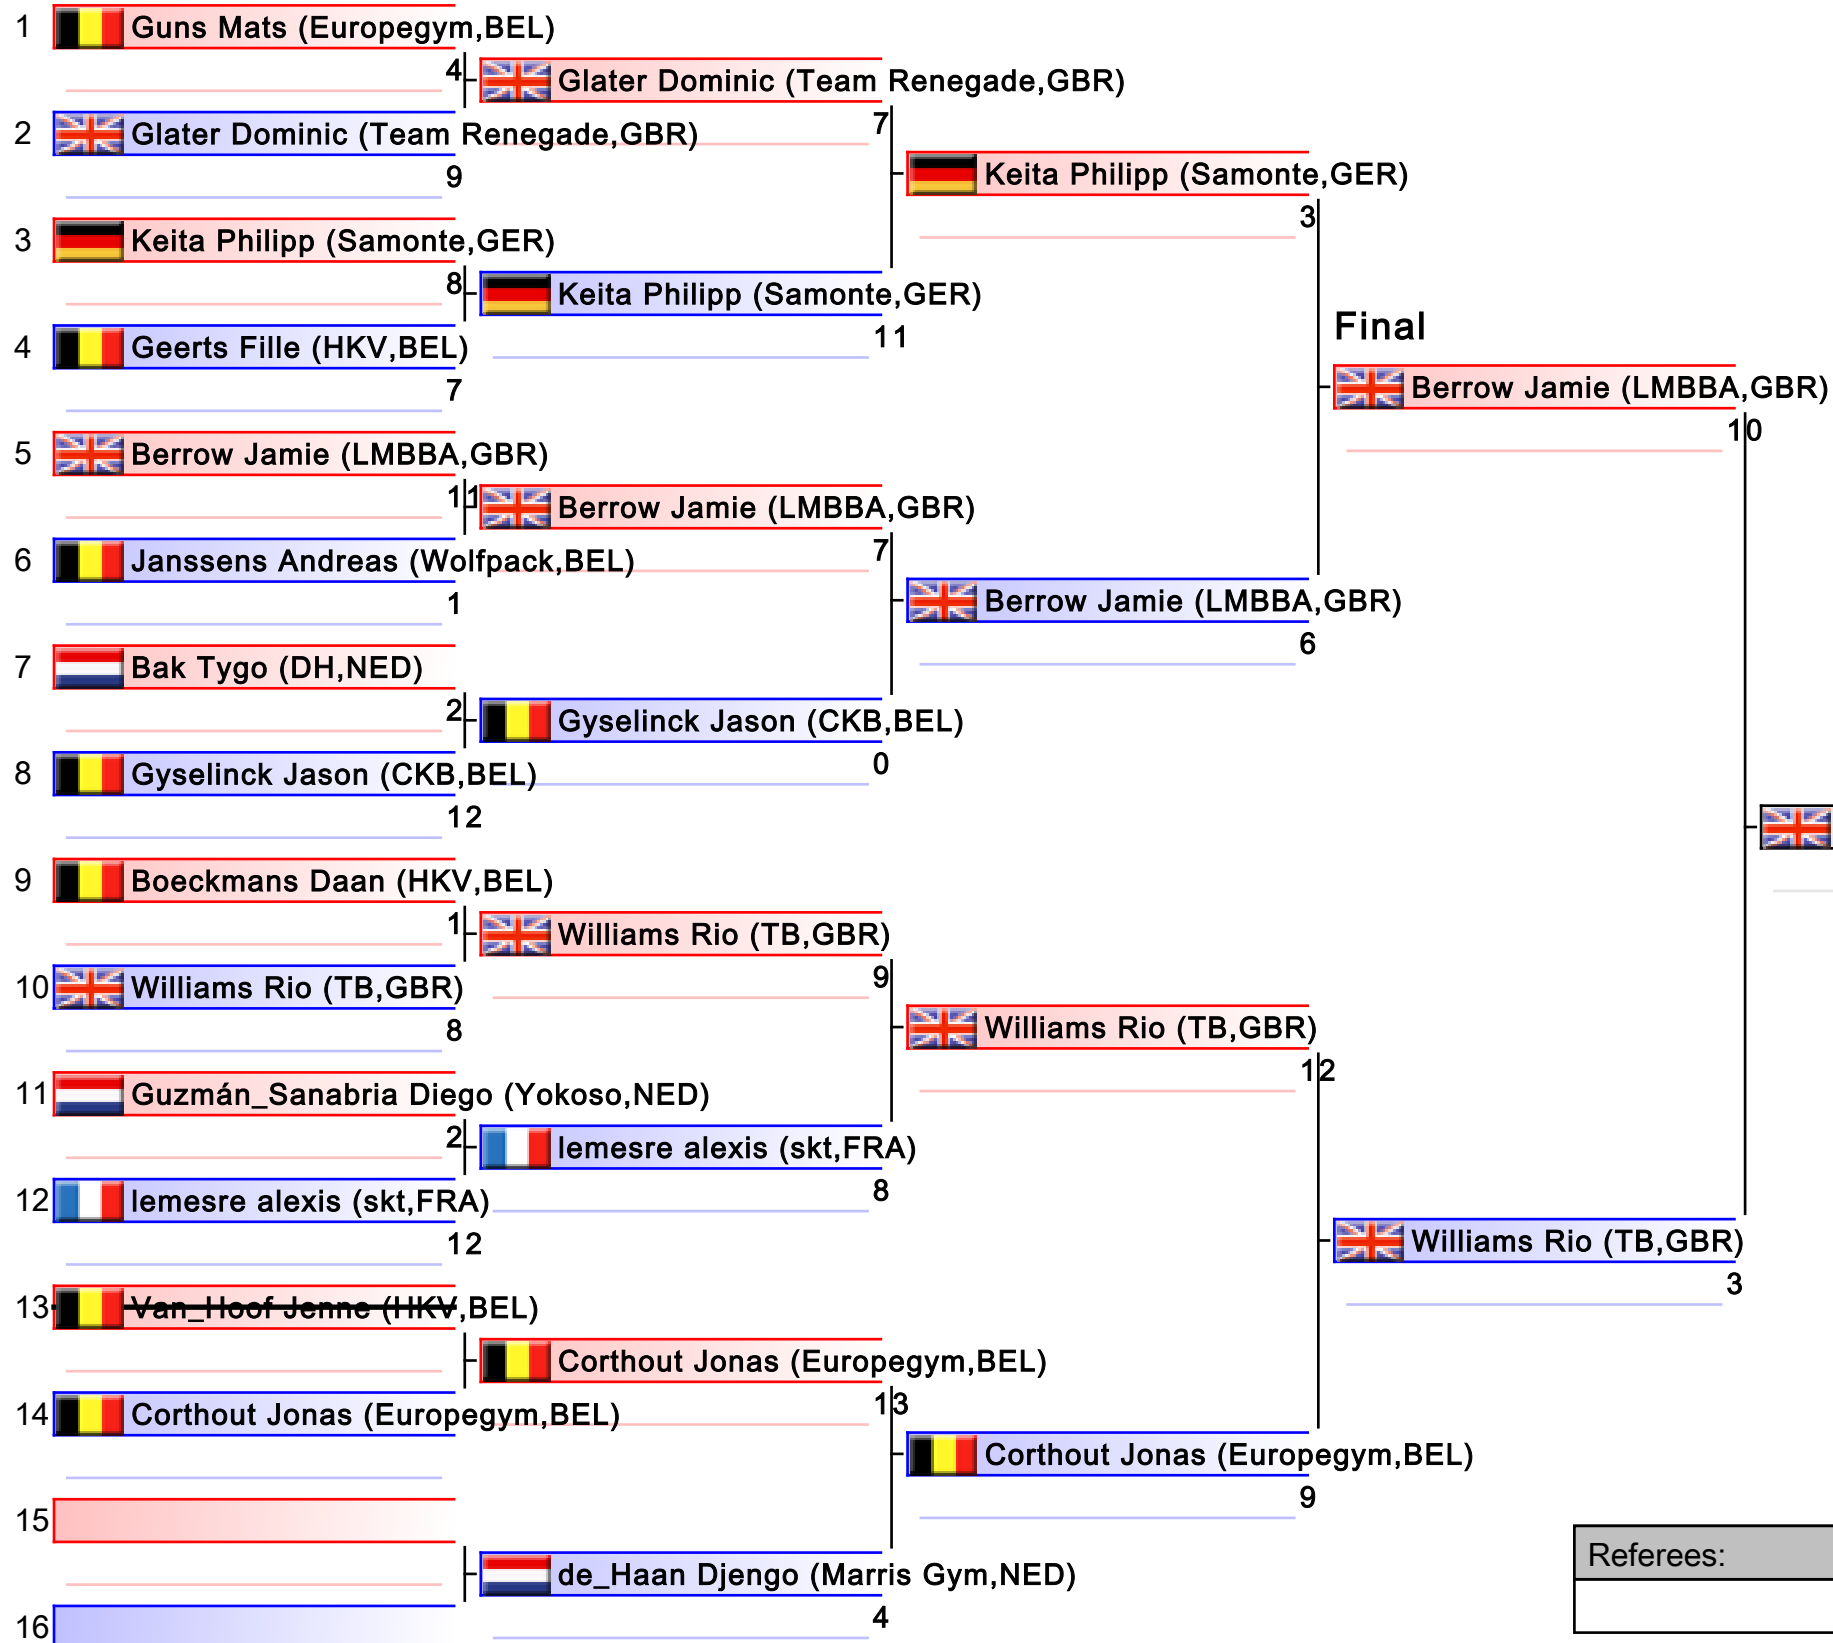 1 Guns Mats (Europegym,BEL)
4 Glater Dominic (Team Renegade,GBR)
2 Glater Dominic (Team Renegade,GBR)
7
9
Keita Philipp (Samonte,GER)
3
3 Keita Philipp (Samonte,GER)
8 Keita Philipp (Samonte,GER)
11
4 Geerts Fille (HKV,BEL)
7
Final
Berrow Jamie (LMBBA,GBR)
10
5 Berrow Jamie (LMBBA,GBR)
11 Berrow Jamie (LMBBA,GBR)
7
6 Janssens Andreas (Wolfpack,BEL)
1
Berrow Jamie (LMBBA,GBR)
6
7 Bak Tygo (DH,NED)
2 Gyselinck Jason (CKB,BEL)
0
8 Gyselinck Jason (CKB,BEL)
12
9 Boeckmans Daan (HKV,BEL)
1 Williams Rio (TB,GBR)
9
10 Williams Rio (TB,GBR)
8
Williams Rio (TB,GBR)
12
11 Guzmán_Sanabria Diego (Yokoso,NED)
2 lemesre alexis (skt,FRA)
8
12 lemesre alexis (skt,FRA)
12
Williams Rio (TB,GBR)
3
13 Van_Hoof Jenne (HKV,BEL)
Corthout Jonas (Europegym,BEL)
13
14 Corthout Jonas (Europegym,BEL)
Corthout Jonas (Europegym,BEL)
9
15
de_Haan Djengo (Marris Gym,NED)
4
16
Referees: